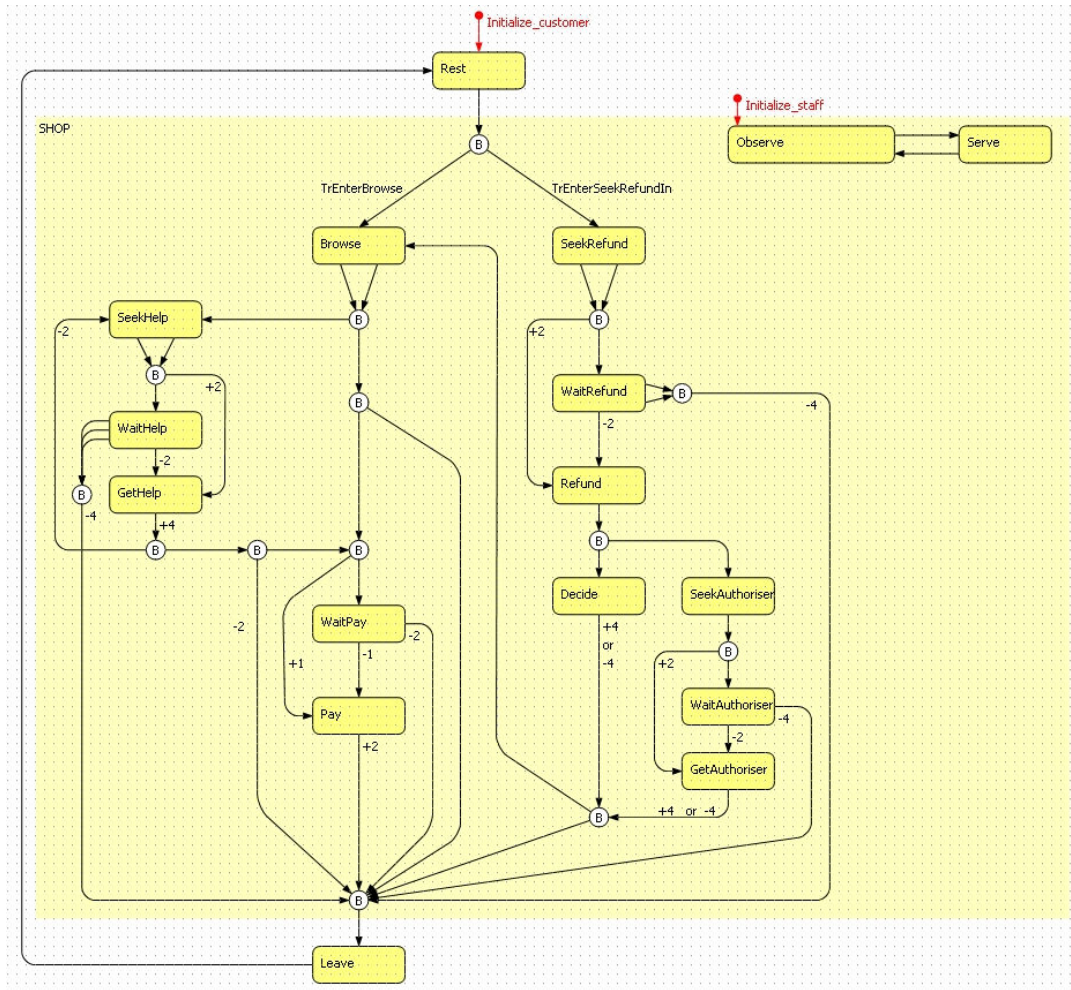 Initialize_customer
Rest
Initialize_staff
SHOP
Observe
Serve
B
TrEnterBrowse
TrEnterSeekRefundIn
Browse
SeekRefund
SeekHelp
B
B
-2
+2
B
+2
WaitRefund
B
-4
B
WaitHelp
-2
-2
GetHelp
Refund
B
-4
+4
B
B
B
B
B
Decide
SeekAuthoriser
WaitPay
-2
-2
+4
or
-4
-1
+1
+2
B
WaitAuthoriser
-4
Pay
-2
+2
GetAuthoriser
+4 or -4
B
B
Leave